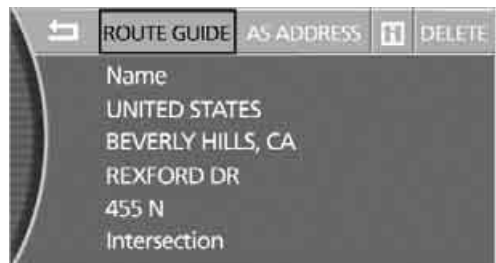 ROUTE GUIDE AS ADDRESS i DELETE
Name
UNITED STATES
BEVERLY HILLS, CA
REXFORD DR
455 N
Intersection